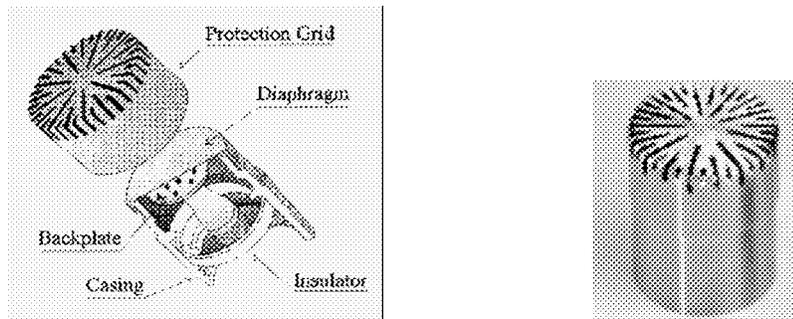 Protection Grid
Diaphragm
Backplate
Casing
Insulator